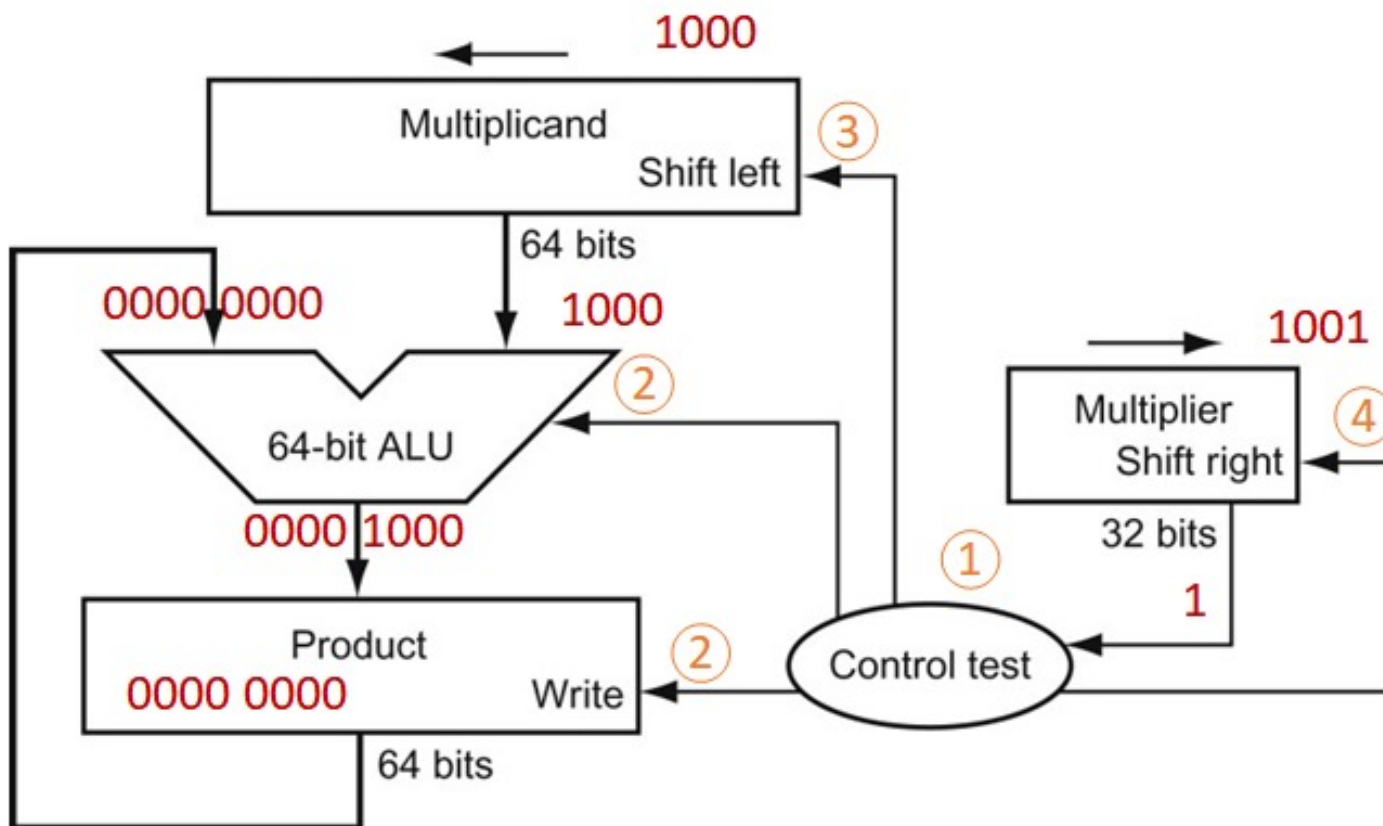 1000
Multiplicand
③
Shift left
64 bits
0000 0000
1000
1001
②
Multiplier
④
64-bit ALU
Shift right
0000 1000
32 bits
①
1
Product
②
Control test
0000 0000
Write
64 bits